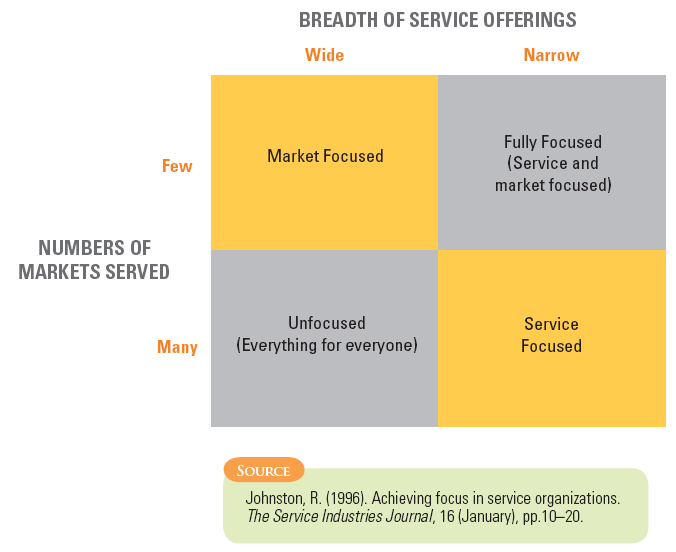 BREADTH OF SERVICE OFFERINGS
Wide
Narrow
Few
Market Focused
Fully Focused
(Service and
market focused)
NUMBERS OF
MARKETS SERVED
Many
Unfocused
(Everything for everyone)
Service
Focused
SOURCE
Johnston, R. (1996). Achieving focus in service organizations.
The Service Industries Journal, 16 (January), pp.10–20.